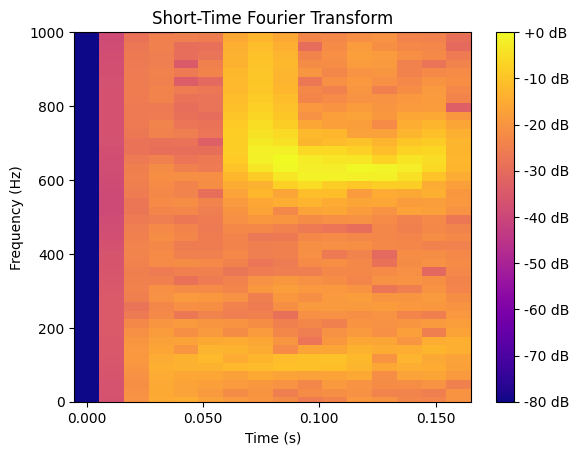 Short-Time Fourier Transform
Frequency (Hz)
1000
800
600
400
200
0
0.000
0.050
0.100
0.150
Time (s)
+0 dB
-10 dB
-20 dB
-30 dB
-40 dB
-50 dB
-60 dB
-70 dB
-80 dB